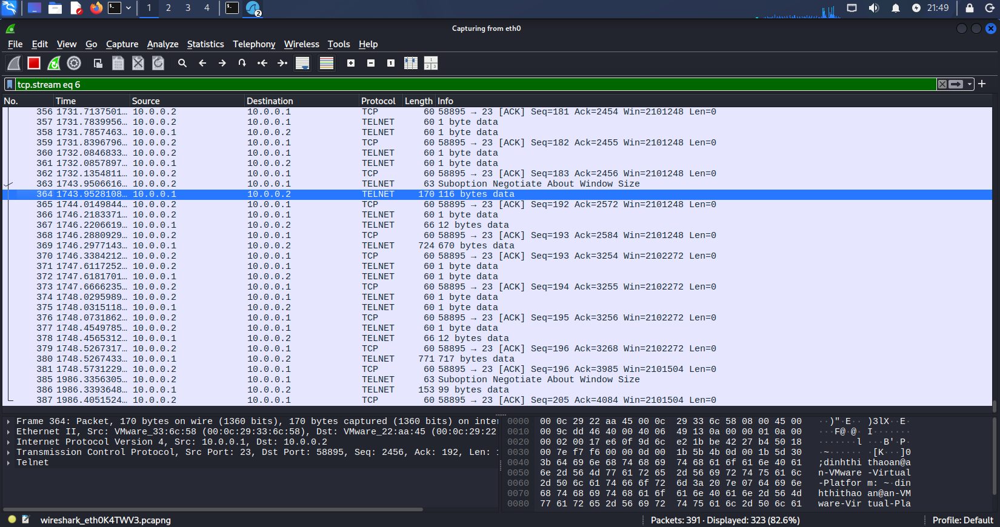 1 2 3 4 2 21:49
Capturing from eth0
File Edit View Go Capture Analyze Statistics Telephony Wireless Tools Help
tcp.stream eq 6
No. Time Source Destination Protocol Length Info
356 1731.7137501… 10.0.0.2 10.0.0.1 TCP 60 58895 → 23 [ACK] Seq=181 Ack=2454 Win=2101248 Len=0
357 1731.7839956… 10.0.0.2 10.0.0.1 TELNET 60 1 byte data
358 1731.7857463… 10.0.0.1 10.0.0.2 TELNET 60 1 byte data
359 1731.8396796… 10.0.0.2 10.0.0.1 TCP 60 58895 → 23 [ACK] Seq=182 Ack=2455 Win=2101248 Len=0
360 1732.0846833… 10.0.0.2 10.0.0.1 TELNET 60 1 byte data
361 1732.0857897… 10.0.0.1 10.0.0.2 TELNET 60 1 byte data
362 1732.1354811… 10.0.0.2 10.0.0.1 TCP 60 58895 → 23 [ACK] Seq=183 Ack=2456 Win=2101248 Len=0
363 1743.9506616… 10.0.0.2 10.0.0.1 TELNET 63 Suboption Negotiate About Window Size
364 1743.9528108… 10.0.0.1 10.0.0.2 TELNET 170 116 bytes data
365 1744.0149844… 10.0.0.2 10.0.0.1 TCP 60 58895 → 23 [ACK] Seq=192 Ack=2572 Win=2101248 Len=0
366 1746.2183371… 10.0.0.2 10.0.0.1 TELNET 60 1 byte data
367 1746.2206619… 10.0.0.1 10.0.0.2 TELNET 66 12 bytes data
368 1746.2880929… 10.0.0.2 10.0.0.1 TCP 60 58895 → 23 [ACK] Seq=193 Ack=2584 Win=2101248 Len=0
369 1746.2977143… 10.0.0.1 10.0.0.2 TELNET 724 670 bytes data
370 1746.3384212… 10.0.0.2 10.0.0.1 TCP 60 58895 → 23 [ACK] Seq=193 Ack=3254 Win=2102272 Len=0
371 1747.6117252… 10.0.0.2 10.0.0.1 TELNET 60 1 byte data
372 1747.6181701… 10.0.0.1 10.0.0.2 TELNET 60 1 byte data
373 1747.6666235… 10.0.0.2 10.0.0.1 TCP 60 58895 → 23 [ACK] Seq=194 Ack=3255 Win=2102272 Len=0
374 1748.0295989… 10.0.0.2 10.0.0.1 TELNET 60 1 byte data
375 1748.0315118… 10.0.0.1 10.0.0.2 TELNET 60 1 byte data
376 1748.0731862… 10.0.0.2 10.0.0.1 TCP 60 58895 → 23 [ACK] Seq=195 Ack=3256 Win=2102272 Len=0
377 1748.4549785… 10.0.0.2 10.0.0.1 TELNET 60 1 byte data
378 1748.4565312… 10.0.0.1 10.0.0.2 TELNET 66 12 bytes data
379 1748.5267317… 10.0.0.2 10.0.0.1 TCP 60 58895 → 23 [ACK] Seq=196 Ack=3268 Win=2102272 Len=0
380 1748.5267433… 10.0.0.1 10.0.0.2 TELNET 771 717 bytes data
381 1748.5731229… 10.0.0.2 10.0.0.1 TCP 60 58895 → 23 [ACK] Seq=196 Ack=3985 Win=2101504 Len=0
385 1986.3356305… 10.0.0.2 10.0.0.1 TELNET 63 Suboption Negotiate About Window Size
386 1986.3393648… 10.0.0.1 10.0.0.2 TELNET 153 99 bytes data
387 1986.4051524… 10.0.0.2 10.0.0.1 TCP 60 58895 → 23 [ACK] Seq=205 Ack=4084 Win=2101504 Len=0
Frame 364: Packet, 170 bytes on wire (1360 bits), 170 bytes captured (1360 bits) on inter
Ethernet II, Src: VMware_33:6c:58 (00:0c:29:33:6c:58), Dst: VMware_22:aa:45 (00:0c:29:22
Internet Protocol Version 4, Src: 10.0.0.1, Dst: 10.0.0.2
Transmission Control Protocol, Src Port: 23, Dst Port: 58895, Seq: 2456, Ack: 192, Len: 1
Telnet
0000 00 0c 29 22 aa 45 00 0c 29 33 6c 58 08 00 45 00 ··)"·E·· )3lX··E·
0010 00 9c dd 46 40 00 40 06 49 13 0a 00 00 01 0a 00 ···F@·@· I·······
0020 00 02 00 17 e6 0f 9d 6c e2 1b be 42 27 b4 50 18 ·······l ···B'·P·
0030 00 7e f7 f6 00 00 0d 00 1b 5b 4b 0d 00 1b 5d 30 ·~······ ·[K···]0
0040 3b 64 69 6e 68 74 68 69 74 68 61 6f 61 6e 40 61 ;dinhthi thaoan@a
0050 6e 2d 56 4d 77 61 72 65 2d 56 69 72 74 75 61 6c n-VMware -Virtual
0060 2d 50 6c 61 74 66 6f 72 6d 3a 20 7e 07 64 69 6e -Platfor m: ~·din
0070 68 74 68 69 74 68 61 6f 61 6e 40 61 6e 2d 56 4d hthithao an@an-VM
0080 77 61 72 65 2d 56 69 72 74 75 61 6c 2d 50 6c 61 ware-Vir tual-Pla
wireshark_eth0K4TWV3.pcapng Packets: 391 · Displayed: 323 (82.6%) Profile: Default